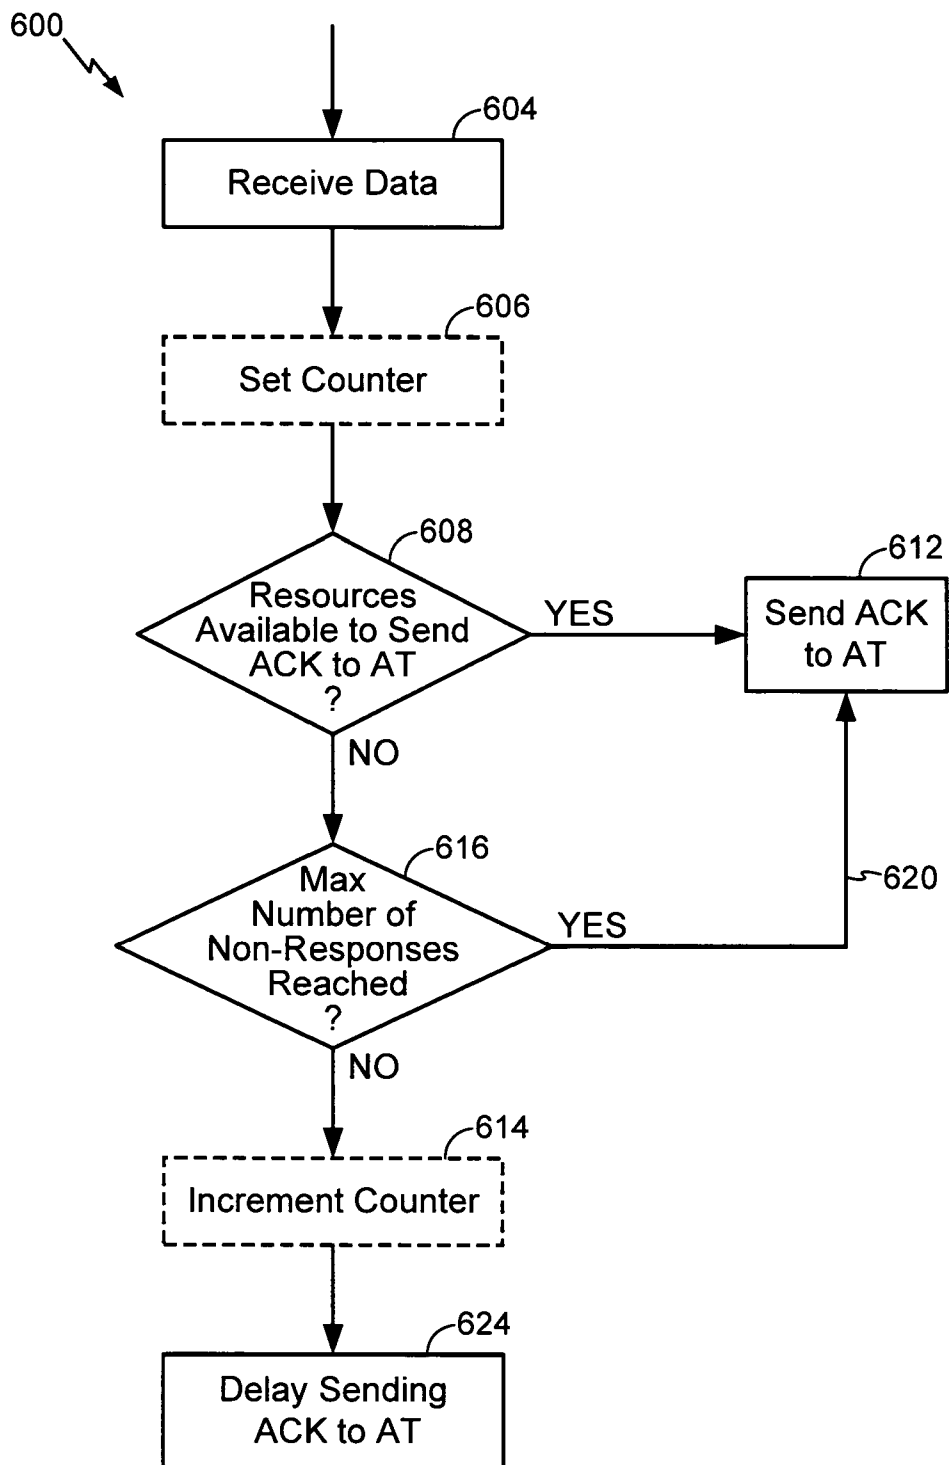 600
604
Receive Data
606
Set Counter
608
Resources
Available to Send
ACK to AT
?
YES
612
Send ACK
to AT
NO
616
Max
Number of
Non-Responses
Reached
?
YES
620
NO
614
Increment Counter
624
Delay Sending
ACK to AT